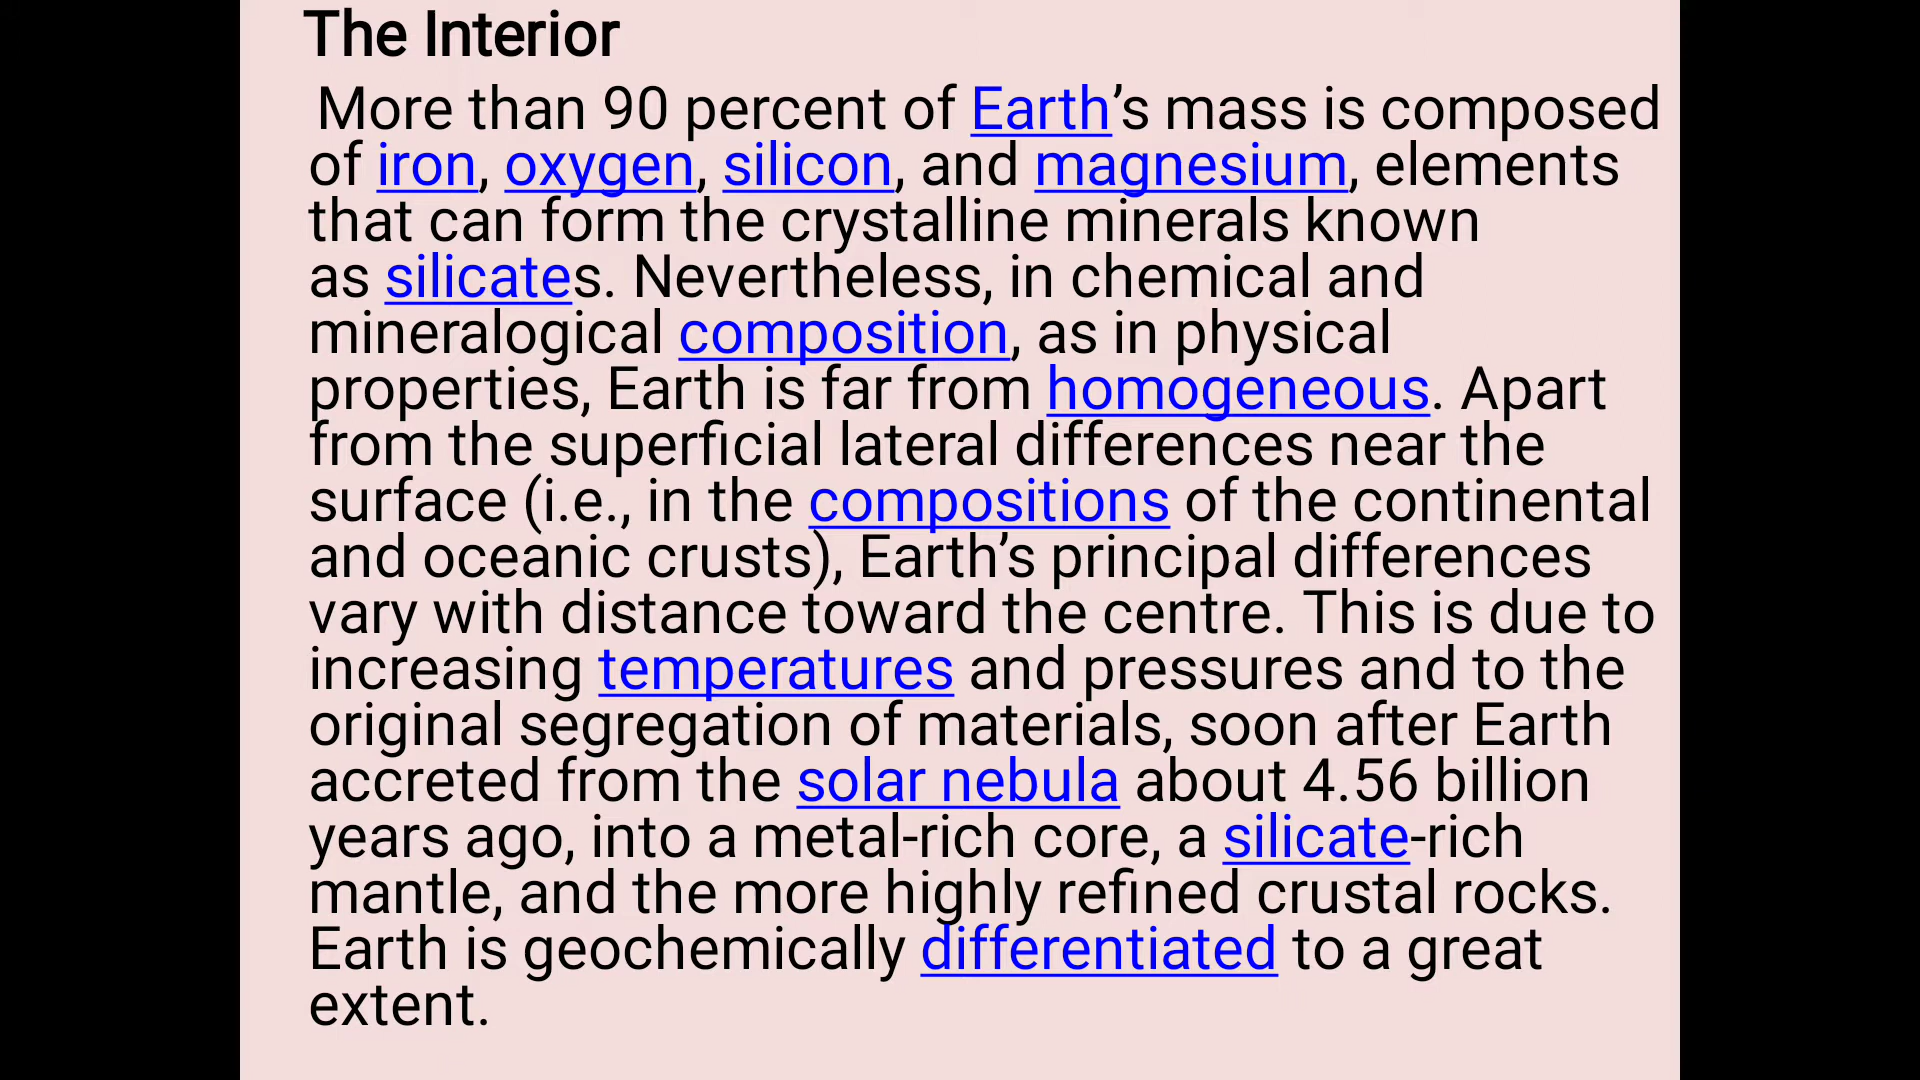 The Interior
More than 90 percent of Earth’s mass is composed
of iron, oxygen, silicon, and magnesium, elements
that can form the crystalline minerals known
as silicates. Nevertheless, in chemical and
mineralogical composition, as in physical
properties, Earth is far from homogeneous. Apart
from the superficial lateral differences near the
surface (i.e., in the compositions of the continental
and oceanic crusts), Earth’s principal differences
vary with distance toward the centre. This is due to
increasing temperatures and pressures and to the
original segregation of materials, soon after Earth
accreted from the solar nebula about 4.56 billion
years ago, into a metal-rich core, a silicate-rich
mantle, and the more highly refined crustal rocks.
Earth is geochemically differentiated to a great
extent.